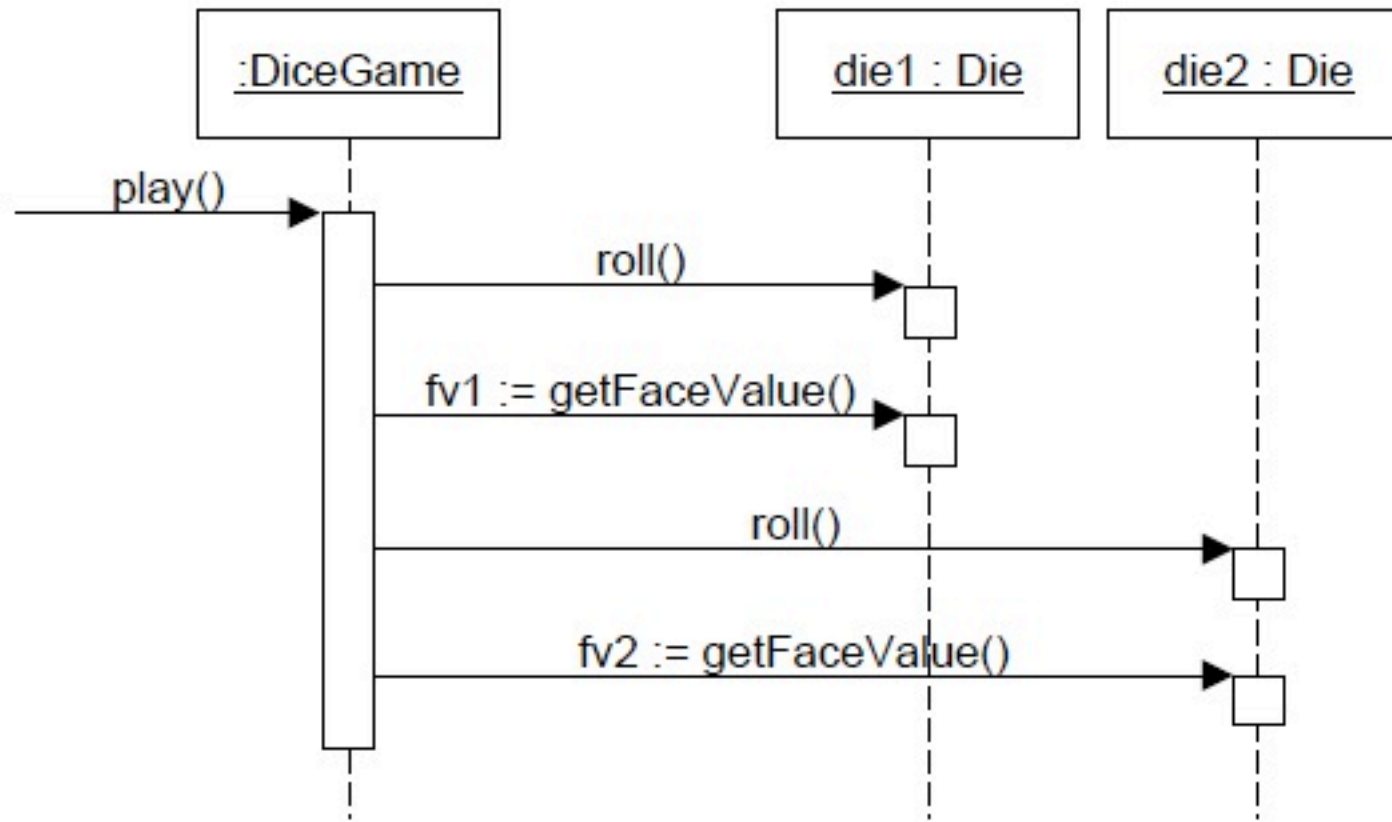 :DiceGame
die1 : Die
die2 : Die
play()
roll()
fv1 := getFaceValue()
roll()
fv2 := getFaceValue()